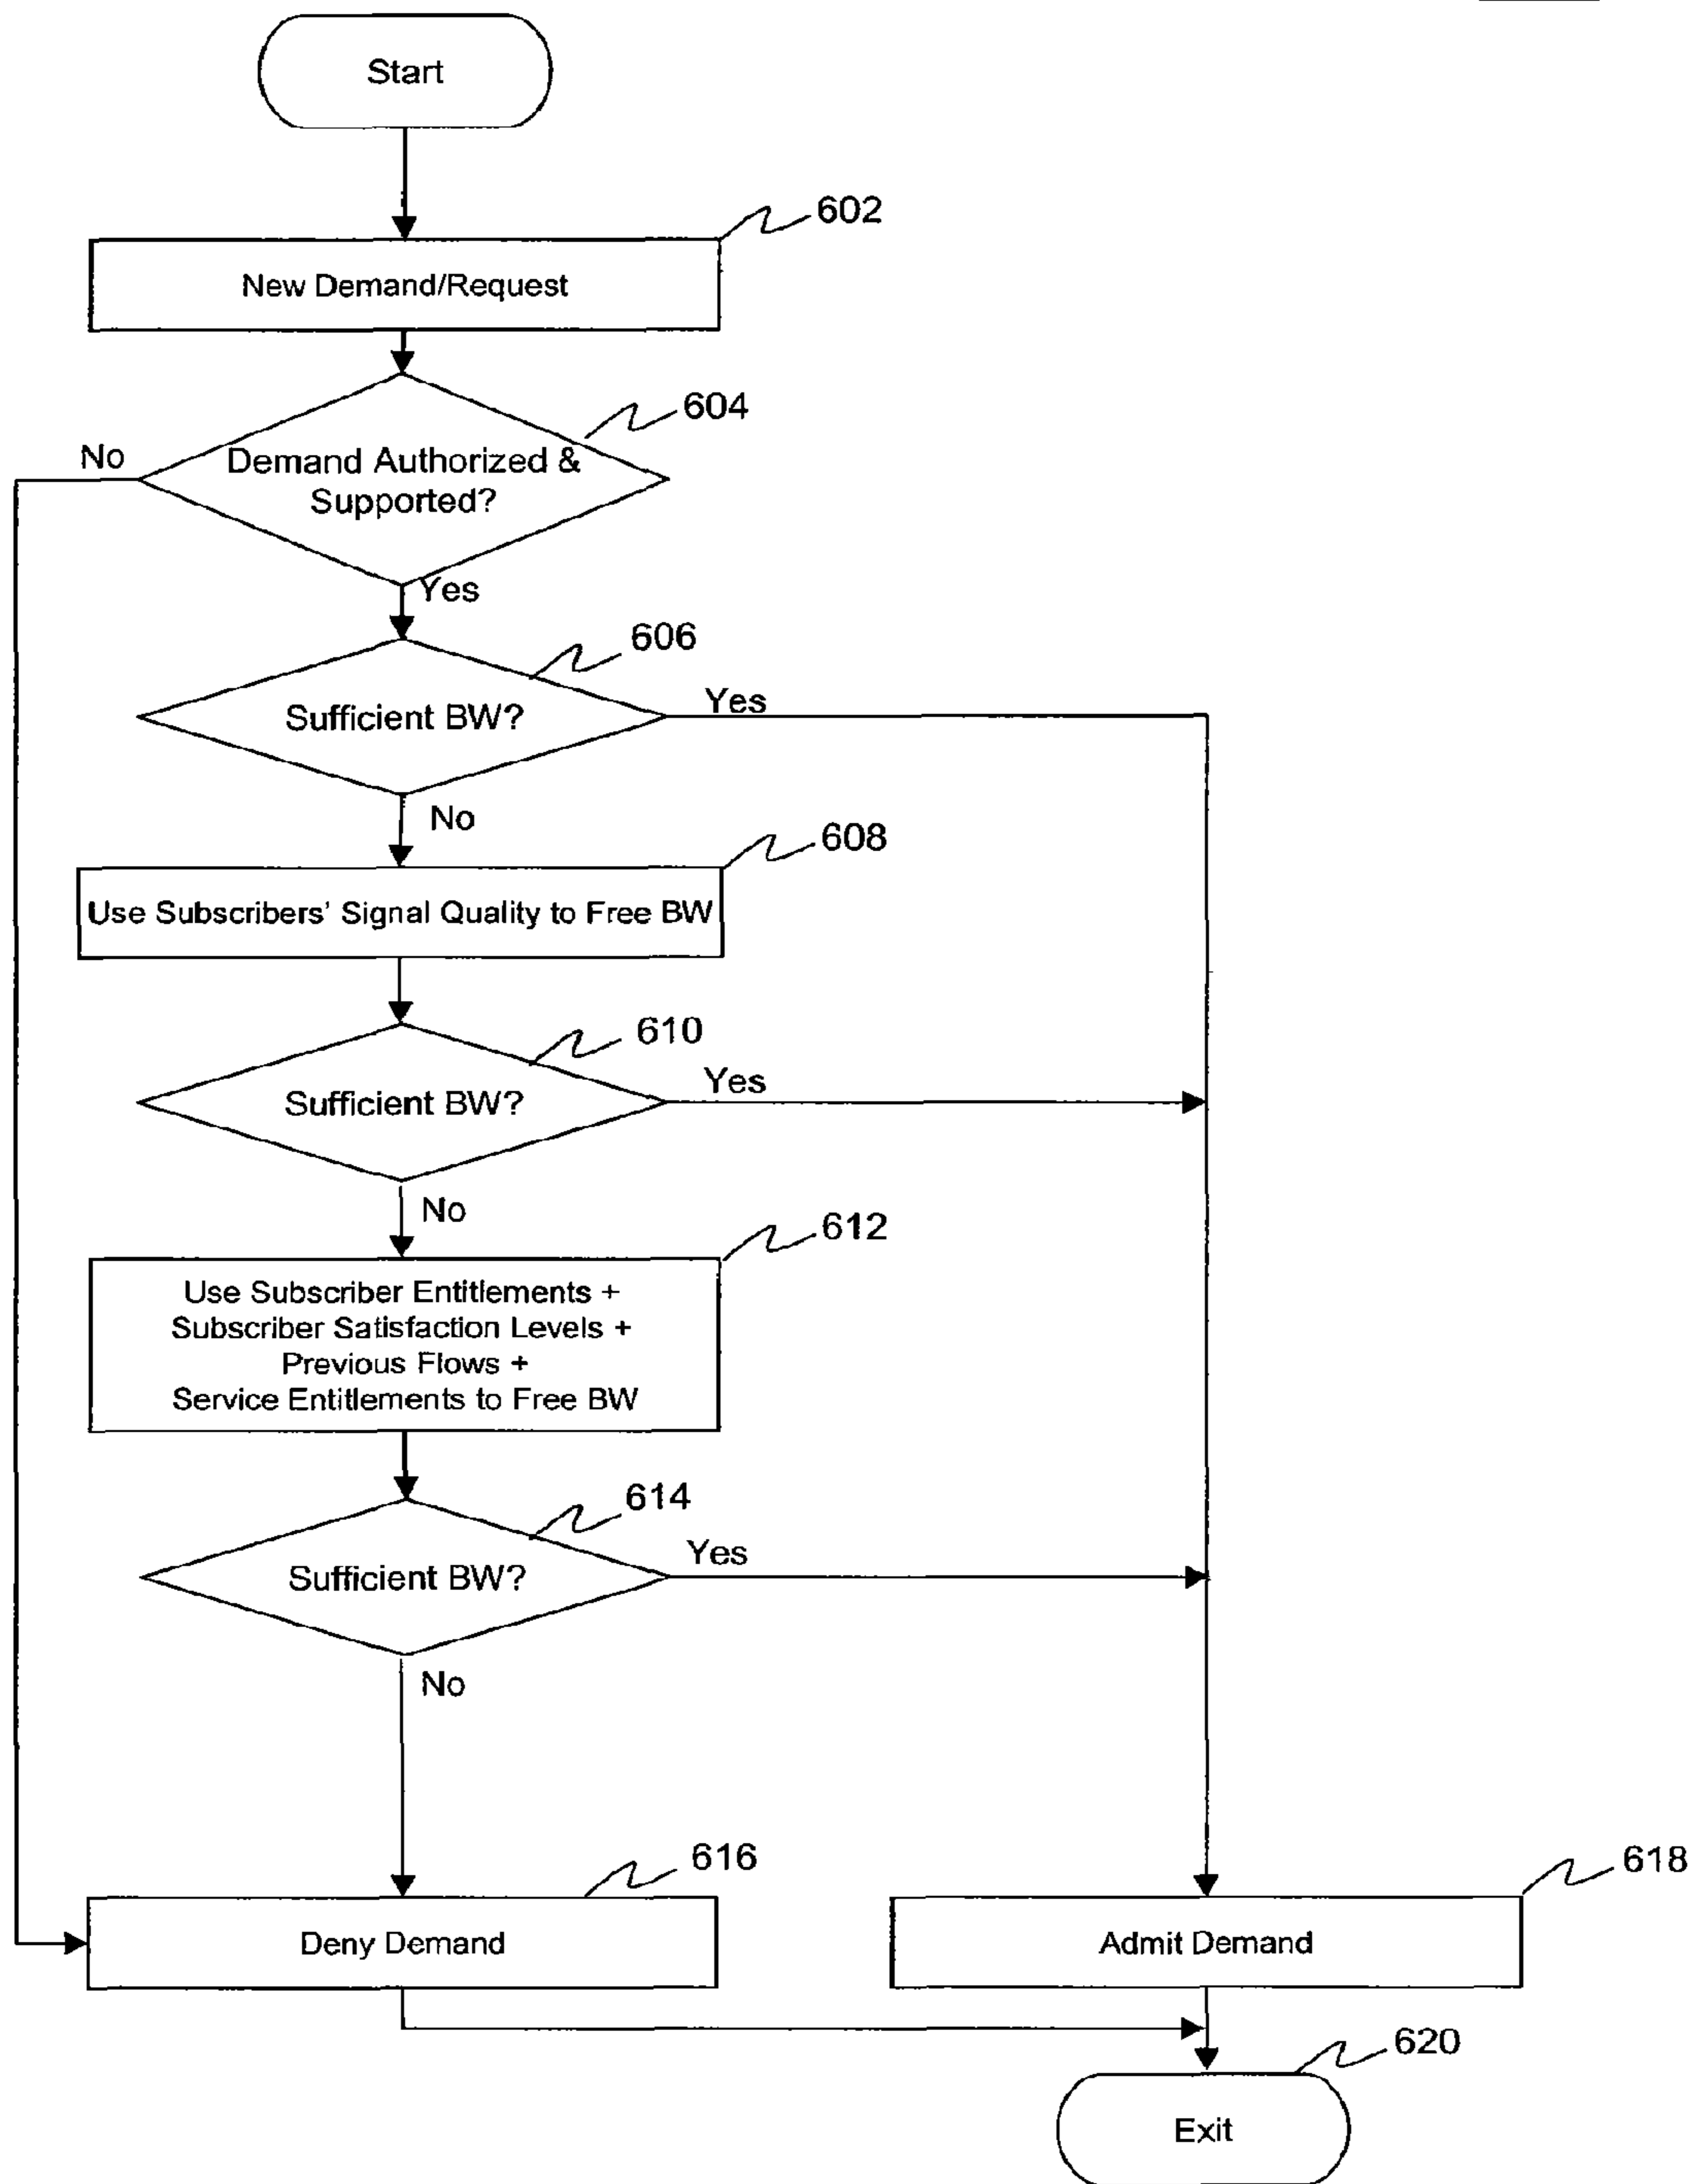 Start
602
New Demand/Request
604
No
Demand Authorized &
Supported?
Yes
606
Yes
Sufficient BW?
No
608
Use Subscribers' Signal Quality to Free BW
610
Yes
Sufficient BW?
No
612
Use Subscriber Entitlements +
Subscriber Satisfaction Levels +
Previous Flows +
Service Entitlements to Free BW
614
Yes
Sufficient BW?
No
616
618
Deny Demand
Admit Demand
620
Exit